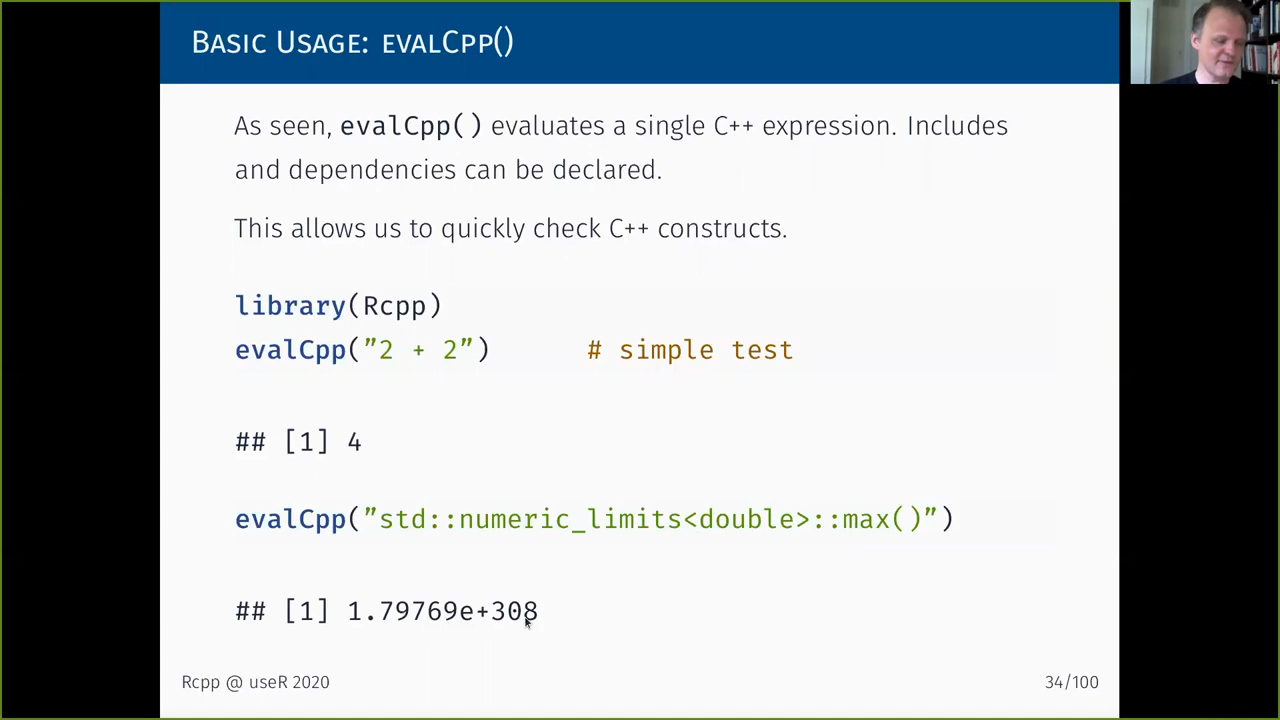 BASIC USAGE: EVALCPP()
As seen, evalCpp() evaluates a single C++ expression. Includes
and dependencies can be declared.
This allows us to quickly check C++ constructs.
library(Rcpp)
evalCpp("2 + 2")      # simple test
## [1] 4
evalCpp("std::numeric_limits<double>::max()")
## [1] 1.79769e+308
Rcpp @ useR 2020
34/100